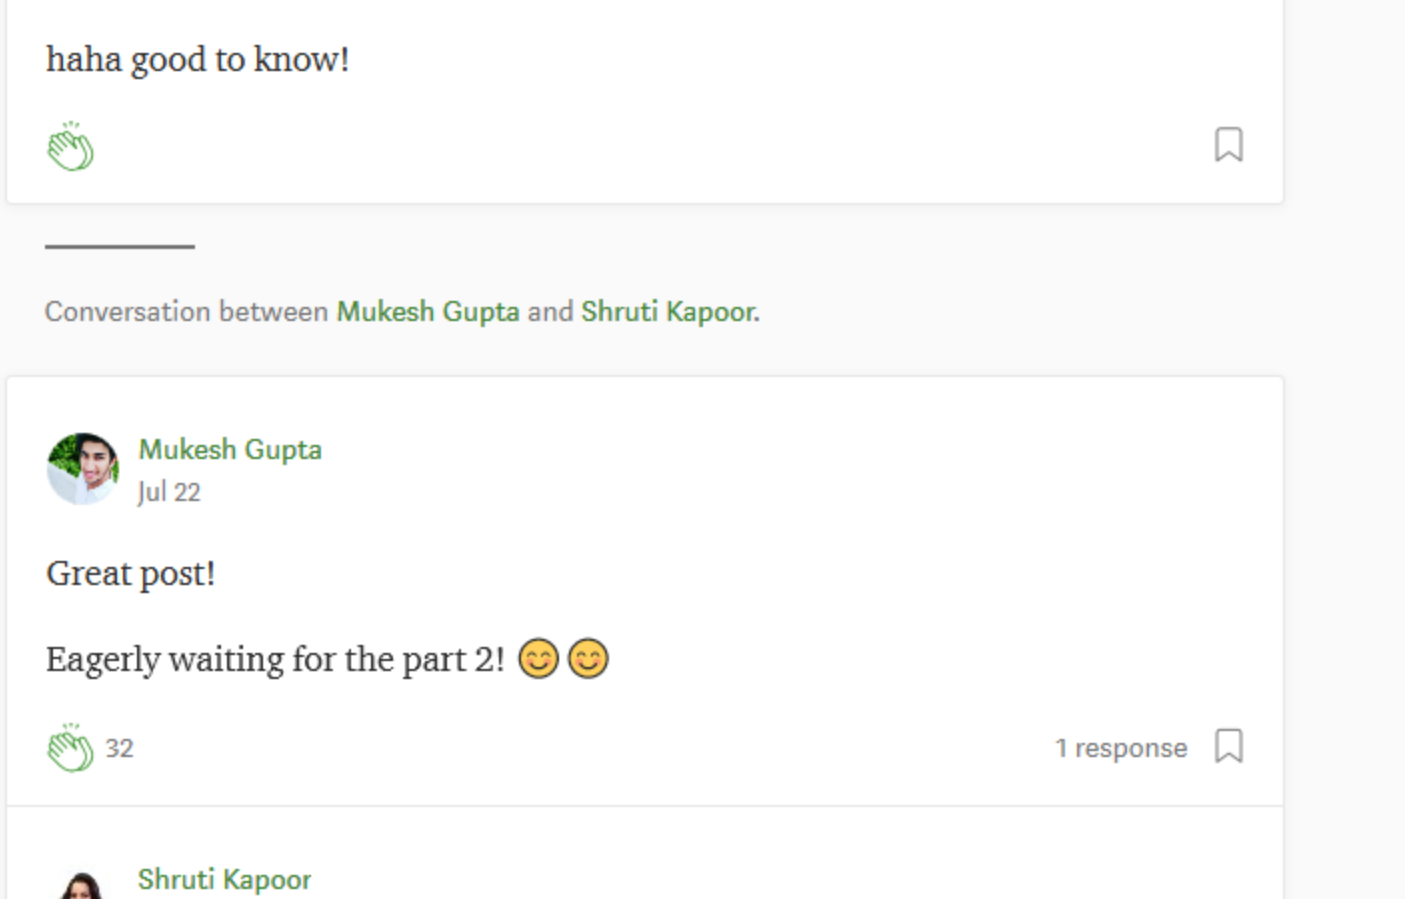 haha good to know!
Conversation between Mukesh Gupta and Shruti Kapoor.
Mukesh Gupta
Jul 22
Great post!
Eagerly waiting for the part 2! 😊😊
32
1 response
Shruti Kapoor